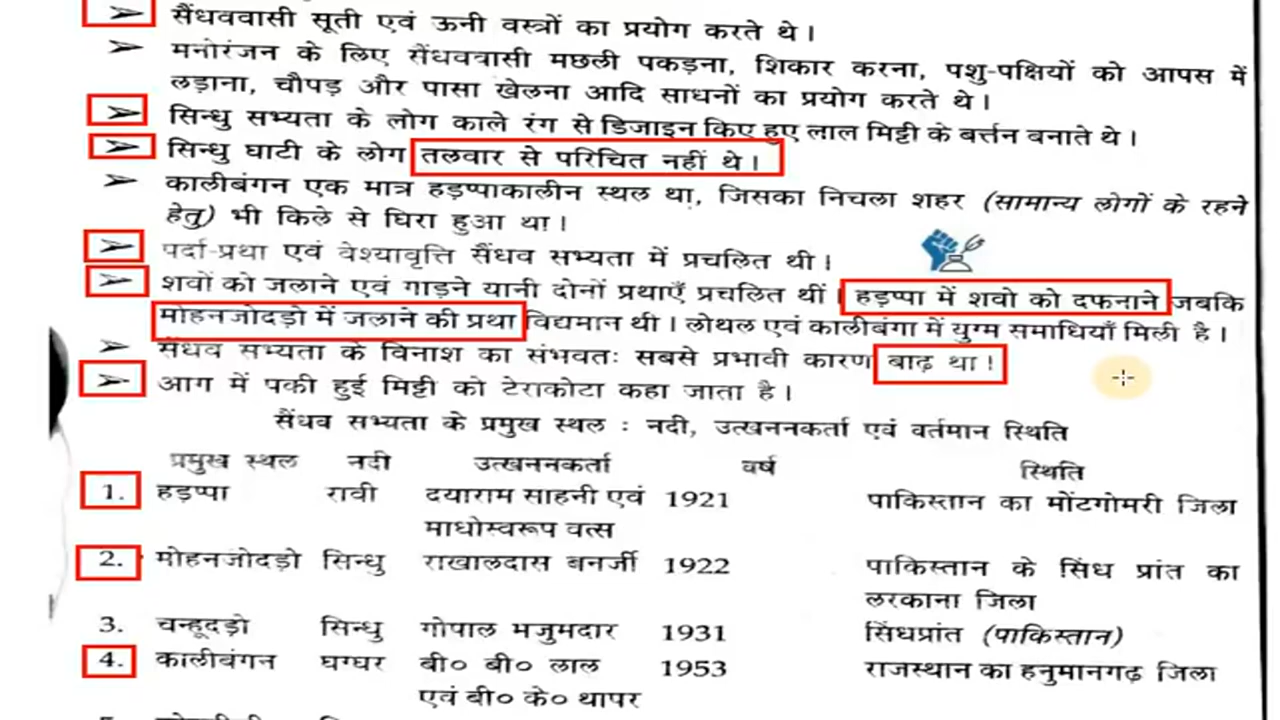 सैंधववासी सूती एवं ऊनी वस्त्रों का प्रयोग करते थे।
मनोरंजन के लिए सैंधववासी मछली पकड़ना, शिकार करना, पशु-पक्षियों को आपस में
लड़ाना, चौपड़ और पासा खेलना आदि साधनों का प्रयोग करते थे।
सिन्धु सभ्यता के लोग काले रंग से डिजाइन किए हुए लाल मिट्टी के बर्त्तन बनाते थे।
सिन्धु घाटी के लोग तलवार से परिचित नहीं थे।
कालीबंगन एक मात्र हड़प्पाकालीन स्थल था, जिसका निचला शहर (सामान्य लोगों के रहने
हेतु) भी किले से घिरा हुआ था।
पर्दा-प्रथा एवं वेश्यावृत्ति सैंधव सभ्यता में प्रचलित थी।
शवों को जलाने एवं गाड़ने यानी दोनों प्रथाएँ प्रचलित थीं। हड़प्पा में शवो को दफनाने जबकि
मोहनजोदड़ो में जलाने की प्रथा विद्यमान थी। लोथल एवं कालीबंगा में युग्म समाधियाँ मिली है।
सैंधव सभ्यता के विनाश का संभवतः सबसे प्रभावी कारण बाढ़ था।
आग में पकी हुई मिट्टी को टेराकोटा कहा जाता है।
सैंधव सभ्यता के प्रमुख स्थल : नदी, उत्खननकर्ता एवं वर्तमान स्थिति
प्रमुख स्थल नदी उत्खननकर्ता वर्ष स्थिति
1. हड़प्पा रावी दयाराम साहनी एवं 1921 पाकिस्तान का मोंटगोमरी जिला
माधोस्वरूप वत्स
2. मोहनजोदड़ो सिन्धु राखालदास बनर्जी 1922 पाकिस्तान के सिंध प्रांत का
लरकाना जिला
3. चन्हूदड़ो सिन्धु गोपाल मजुमदार 1931 सिंधप्रांत (पाकिस्तान)
4. कालीबंगन घग्घर बी० बी० लाल 1953 राजस्थान का हनुमानगढ़ जिला
एवं बी० के० थापर